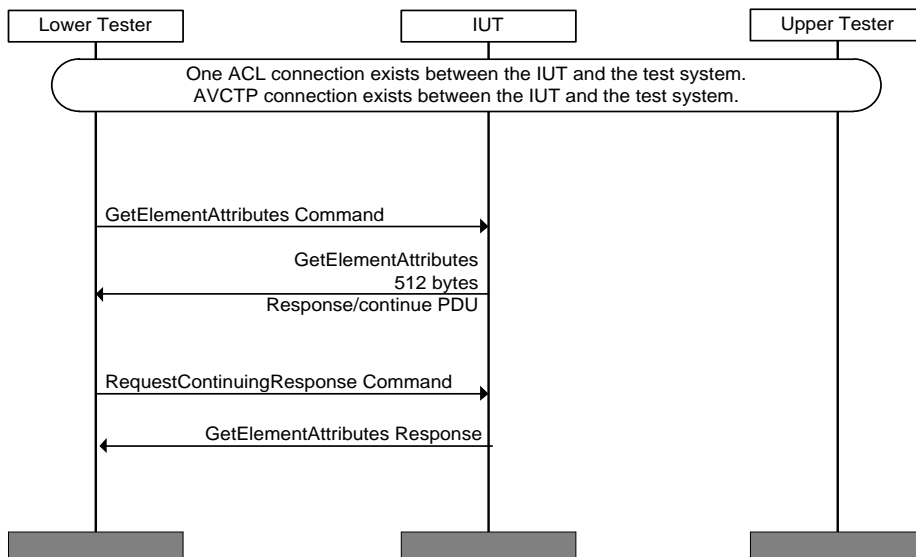 Lower Tester
IUT
Upper Tester
One ACL connection exists between the IUT and the test system.
AVCTP connection exists between the IUT and the test system.
GetElementAttributes Command
GetElementAttributes
512 bytes
Response/continue PDU
RequestContinuingResponse Command
GetElementAttributes Response